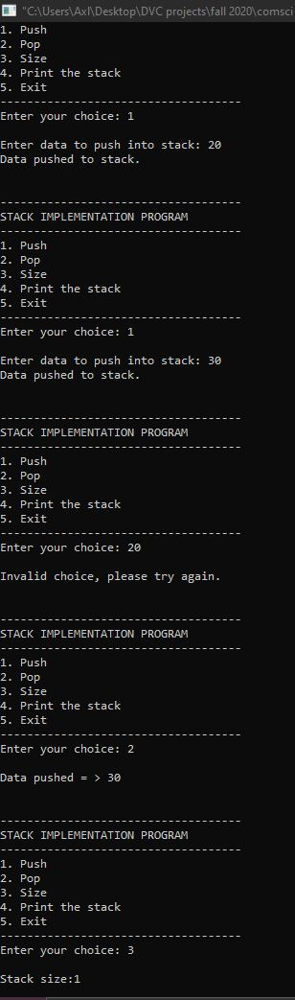 "C:\Users\Axl\Desktop\DVC projects\fall 2020\comsci
1. Push
2. Pop
3. Size
4. Print the stack
5. Exit
------------------------------------
Enter your choice: 1
Enter data to push into stack: 20
Data pushed to stack.
------------------------------------
STACK IMPLEMENTATION PROGRAM
------------------------------------
1. Push
2. Pop
3. Size
4. Print the stack
5. Exit
------------------------------------
Enter your choice: 1
Enter data to push into stack: 30
Data pushed to stack.
------------------------------------
STACK IMPLEMENTATION PROGRAM
------------------------------------
1. Push
2. Pop
3. Size
4. Print the stack
5. Exit
------------------------------------
Enter your choice: 20
Invalid choice, please try again.
------------------------------------
STACK IMPLEMENTATION PROGRAM
------------------------------------
1. Push
2. Pop
3. Size
4. Print the stack
5. Exit
------------------------------------
Enter your choice: 2
Data pushed = > 30
------------------------------------
STACK IMPLEMENTATION PROGRAM
------------------------------------
1. Push
2. Pop
3. Size
4. Print the stack
5. Exit
------------------------------------
Enter your choice: 3
Stack size:1